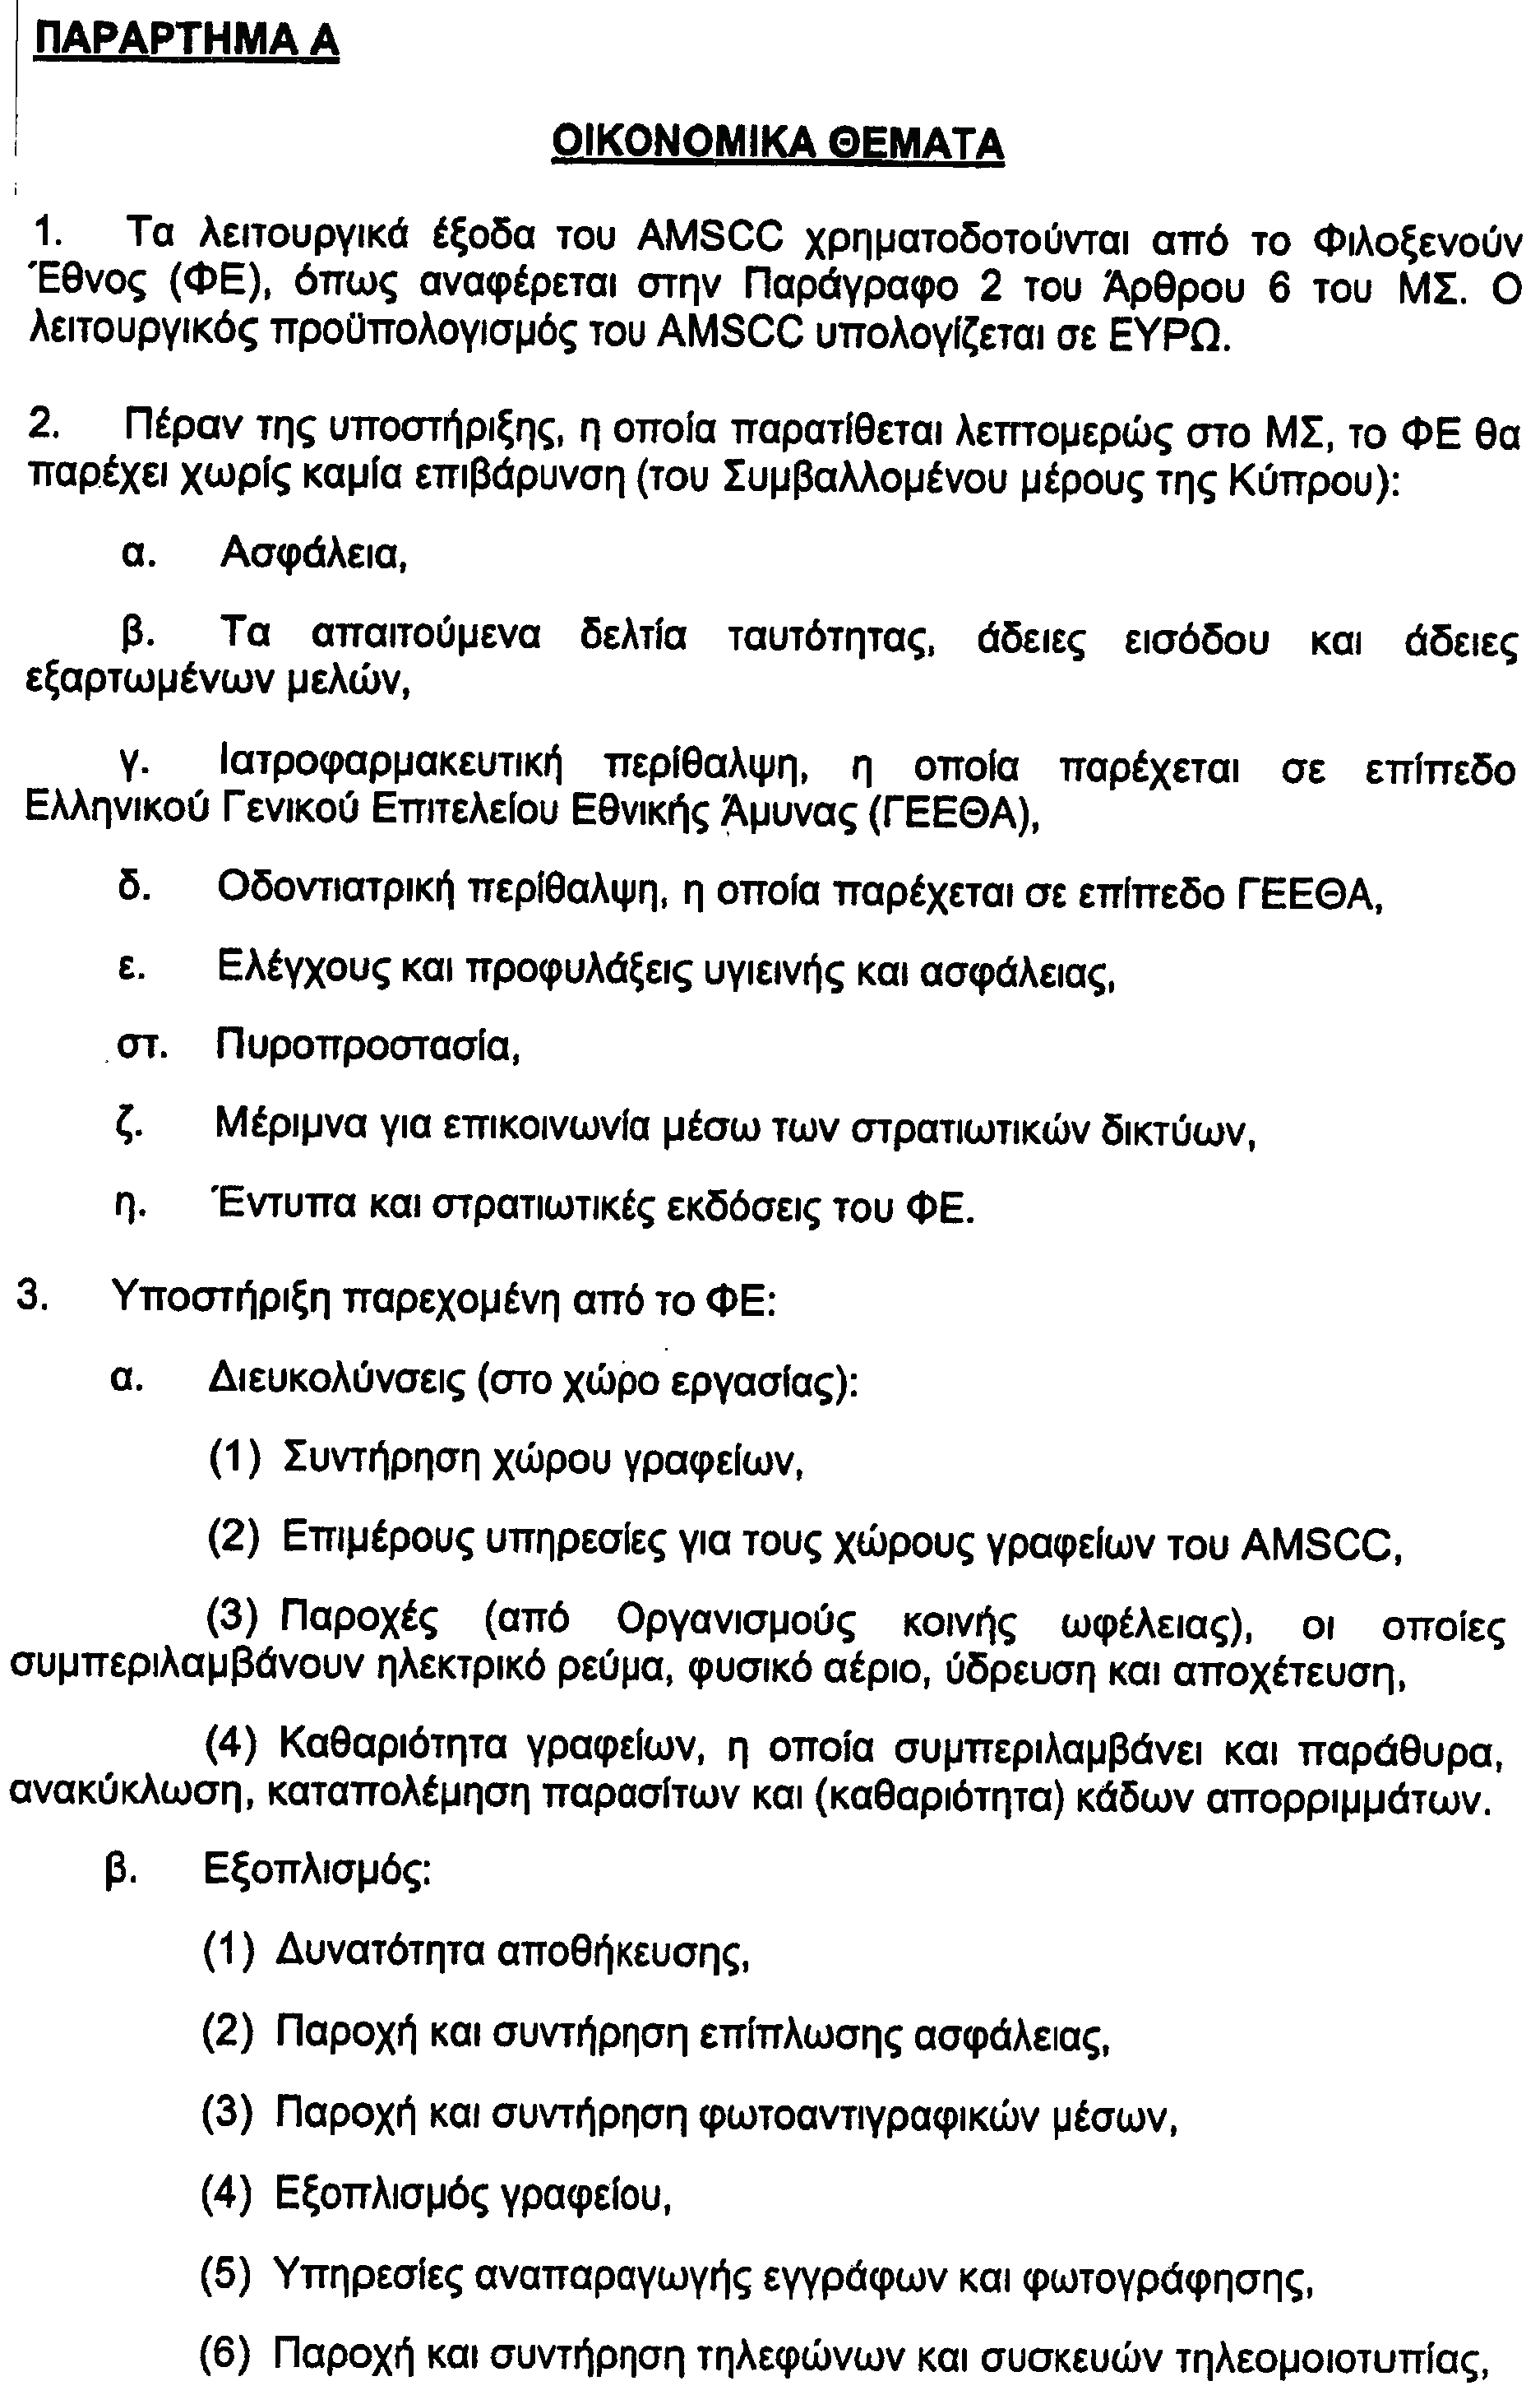 ΠΑΡΑΡΤΗΜΑ Α
ΟΙΚΟΝΟΜΙΚΑ ΘΕΜΑΤΑ
1. Τα λειτουργικά έξοδα του AMSCC χρηματοδοτούνται από το Φιλοξενούν
Έθνος (ΦΕ), όπως αναφέρεται στην Παράγραφο 2 του Άρθρου 6 του ΜΣ. Ο
λειτουργικός προϋπολογισμός του AMSCC υπολογίζεται σε ΕΥΡΩ.
2. Πέραν της υποστήριξης, η οποία παρατίθεται λεπτομερώς στο ΜΣ, το ΦΕ θα
παρέχει χωρίς καμία επιβάρυνση (του Συμβαλλομένου μέρους της Κύπρου):
α. Ασφάλεια,
β. Τα απαιτούμενα δελτία ταυτότητας, άδειες εισόδου και άδειες
εξαρτωμένων μελών,
γ. Ιατροφαρμακευτική περίθαλψη, η οποία παρέχεται σε επίπεδο
Ελληνικού Γενικού Επιτελείου Εθνικής Άμυνας (ΓΕΕΘΑ),
δ. Οδοντιατρική περίθαλψη, η οποία παρέχεται σε επίπεδο ΓΕΕΘΑ,
ε. Ελέγχους και προφυλάξεις υγιεινής και ασφάλειας,
στ. Πυροπροστασία,
ζ. Μέριμνα για επικοινωνία μέσω των στρατιωτικών δικτύων,
η. Έντυπα και στρατιωτικές εκδόσεις του ΦΕ.
3. Υποστήριξη παρεχομένη από το ΦΕ:
α. Διευκολύνσεις (στο χώρο εργασίας):
(1) Συντήρηση χώρου γραφείων,
(2) Επιμέρους υπηρεσίες για τους χώρους γραφείων του AMSCC,
(3) Παροχές (από Οργανισμούς κοινής ωφέλειας), οι οποίες
συμπεριλαμβάνουν ηλεκτρικό ρεύμα, φυσικό αέριο, ύδρευση και αποχέτευση,
(4) Καθαριότητα γραφείων, η οποία συμπεριλαμβάνει και παράθυρα,
ανακύκλωση, καταπολέμηση παρασίτων και (καθαριότητα) κάδων απορριμμάτων.
β. Εξοπλισμός:
(1) Δυνατότητα αποθήκευσης,
(2) Παροχή και συντήρηση επίπλωσης ασφάλειας,
(3) Παροχή και συντήρηση φωτοαντιγραφικών μέσων,
(4) Εξοπλισμός γραφείου,
(5) Υπηρεσίες αναπαραγωγής εγγράφων και φωτογράφησης,
(6) Παροχή και συντήρηση τηλεφώνων και συσκευών τηλεομοιοτυπίας,